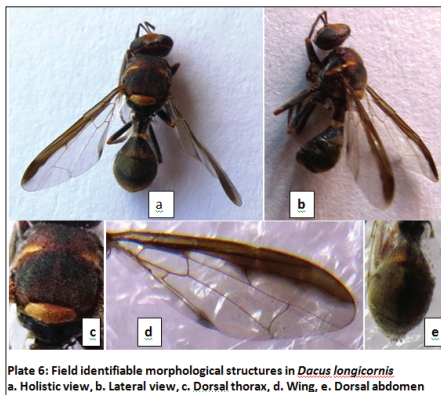 a
b
c
d
e
Plate 6: Field identifiable morphological structures in Dacus longicornis
a. Holistic view, b. Lateral view, c. Dorsal thorax, d. Wing, e. Dorsal abdomen